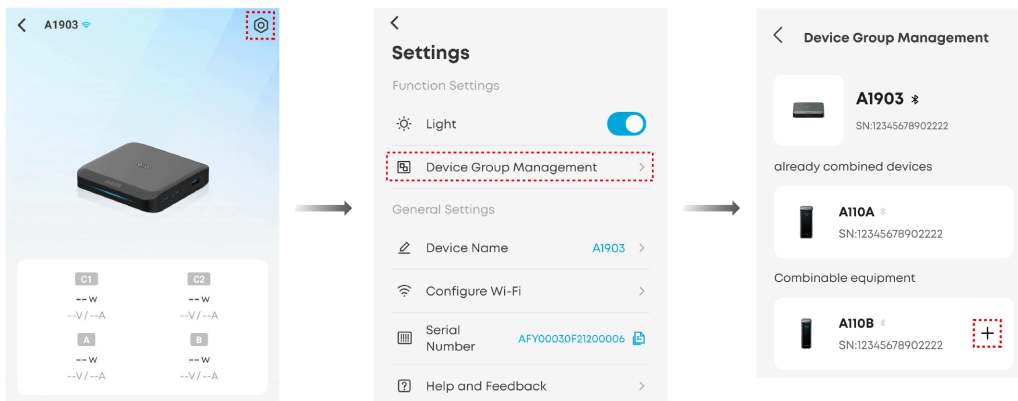 A1903
C1
C2
-- W
-- W
--V / --A
--V / --A
A
B
-- W
-- W
--V / --A
--V / --A
Settings
Function Settings
Light
Device Group Management
General Settings
Device Name
A1903
Configure Wi-Fi
Serial
Number
AFY00030F21200006
Help and Feedback
Device Group Management
A1903
SN:12345678902222
already combined devices
A110A
SN:12345678902222
Combinable equipment
A110B
SN:12345678902222